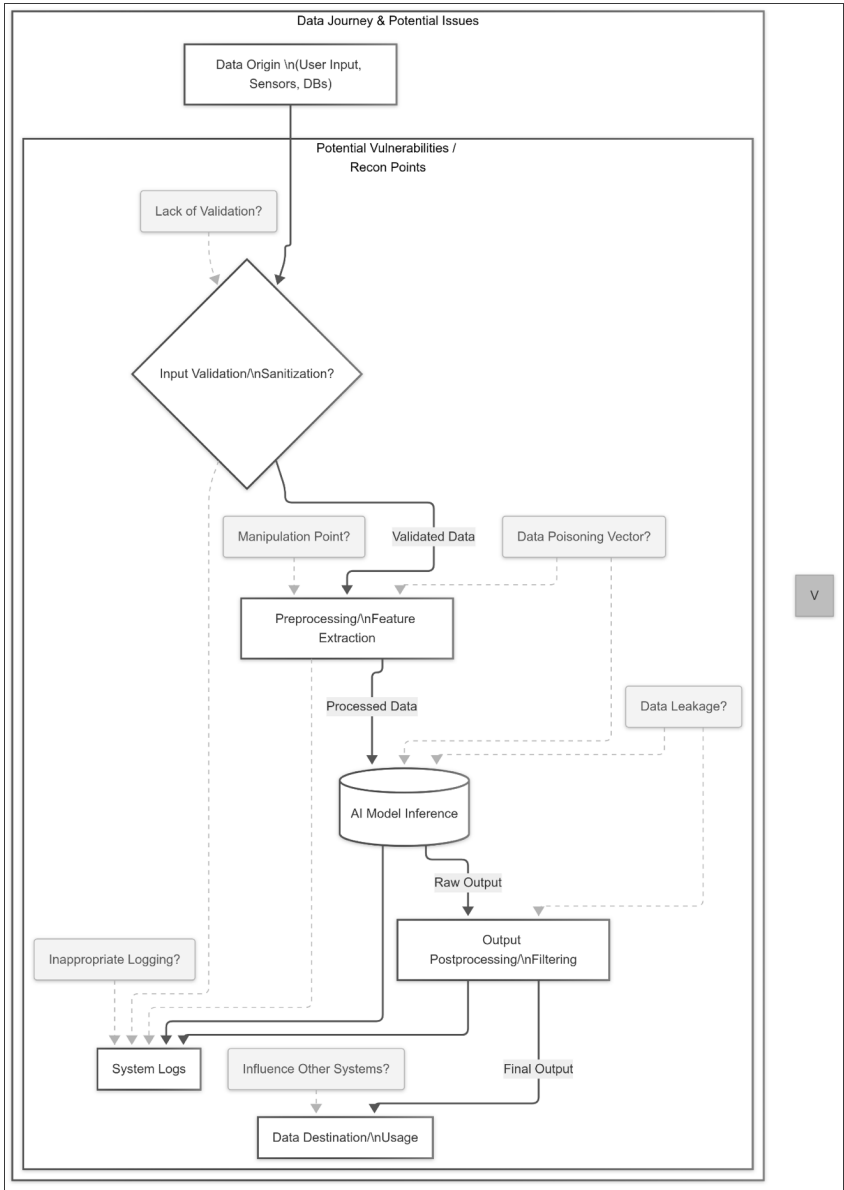 Data Journey & Potential Issues
Data Origin \n(User Input,
Sensors, DBs)
Potential Vulnerabilities /
Recon Points
Lack of Validation?
Input Validation/\nSanitization?
Manipulation Point?
Validated Data
Data Poisoning Vector?
V
Preprocessing/\nFeature
Extraction
Processed Data
Data Leakage?
AI Model Inference
Raw Output
Output
Postprocessing/\nFiltering
Inappropriate Logging?
System Logs
Influence Other Systems?
Final Output
Data Destination/\nUsage